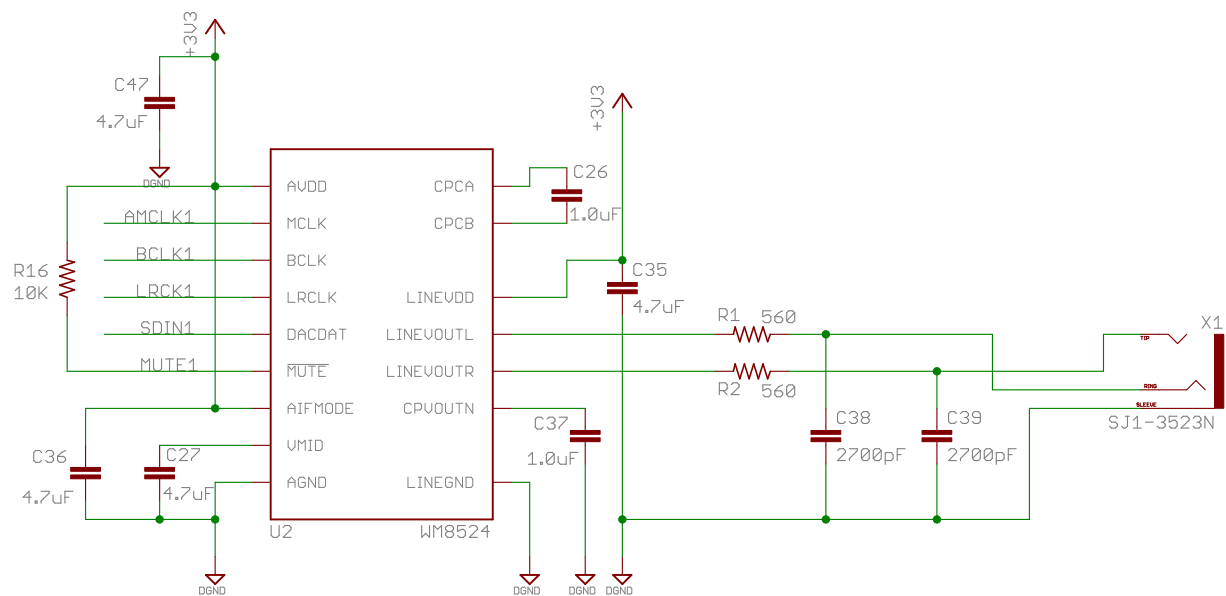 +3V3
C47
4.7uF
DGND
+3V3
AVDD
CPCA
C26
1.0uF
AMCLK1
MCLK
CPCB
BCLK1
BCLK
R16
10K
LRCK1
LRCLK
LINEVDD
C35
4.7uF
SDIN1
DACDAT
LINEVOUTL
R1
560
X1
TIP
MUTE1
MUTE
LINEVOUTR
R2
560
RING
AIFMODE
CPVOUTN
C37
1.0uF
C38
2700pF
C39
2700pF
SLEEVE
SJ1-3523N
C36
4.7uF
C27
4.7uF
VMID
AGND
LINEGND
U2
WM8524
DGND
DGND
DGND
DGND